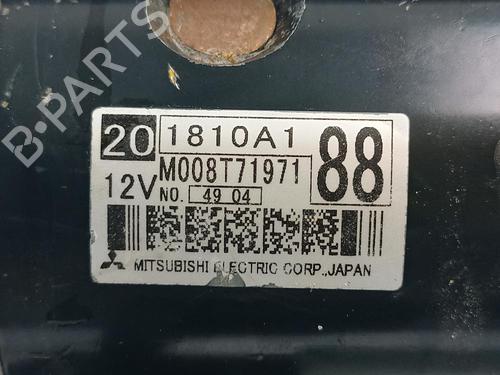 B-PARTS
20 1810A1 88
12V M008T71971
NO. 49 04
MITSUBISHI ELECTRIC CORP.,JAPAN